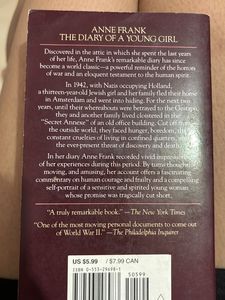 ANNE FRANK
THE DIARY OF A YOUNG GIRL
Discovered in the attic in which she spent the last years
of her life, Anne Frank's remarkable diary has since
become a world classic—a powerful reminder of the horrors
of war and an eloquent testament to the human spirit.
In 1942, with Nazis occupying Holland,
a thirteen-year-old Jewish girl and her family fled their home in
Amsterdam and went into hiding. For the next two
years, until their whereabouts were betrayed to the Gestapo,
they and another family lived cloistered in the
"Secret Annex" of an old office building. Cut off from
the outside world, they faced hunger, boredom, the
constant cruelties of living in confined quarters, and
the ever-present threat of discovery and death.
In her diary Anne Frank recorded vivid impressions
of her experiences during this period. By turns thoughtful,
moving, and amusing, her account offers a fascinating
commentary on human courage and frailty and a compelling
self-portrait of a sensitive and spirited young woman
whose promise was tragically cut short.
"A truly remarkable book." —The New York Times
"One of the most moving personal documents to come
out of World War II." —The Philadelphia Inquirer
US $5.99 / $7.99 CAN
ISBN 0-553-29698-1
50599